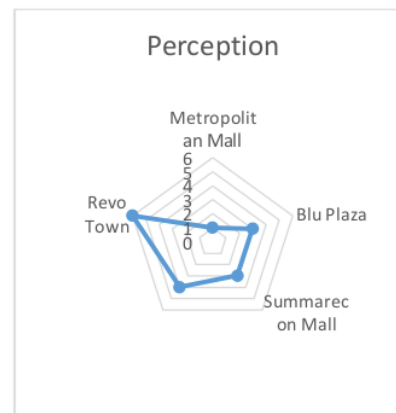 Perception
Metropolit
an Mall
6
5
4
3
2
1
0
Revo
Town
Blu Plaza
Summarec
on Mall